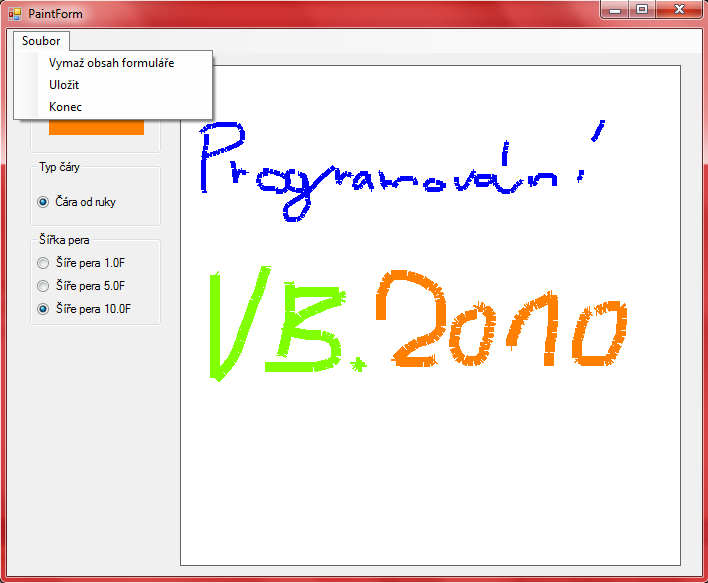 PaintForm
Soubor
Vymaž obsah formuláře
Uložit
Konec
Typ čáry
Čára od ruky
Šířka pera
Šíře pera 1.0F
Šíře pera 5.0F
Šíře pera 10.0F
Programování
VB.2010